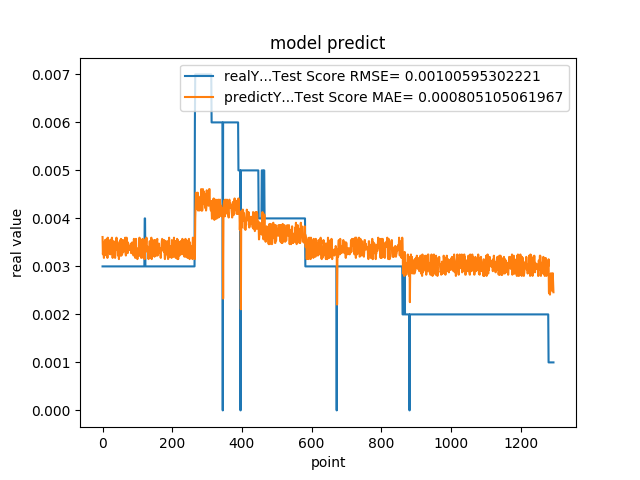 model predict
realY...Test Score RMSE= 0.00100595302221
predictY...Test Score MAE= 0.000805105061967
real value
0.007
0.006
0.005
0.004
0.003
0.002
0.001
0.000
0 200 400 600 800 1000 1200
point